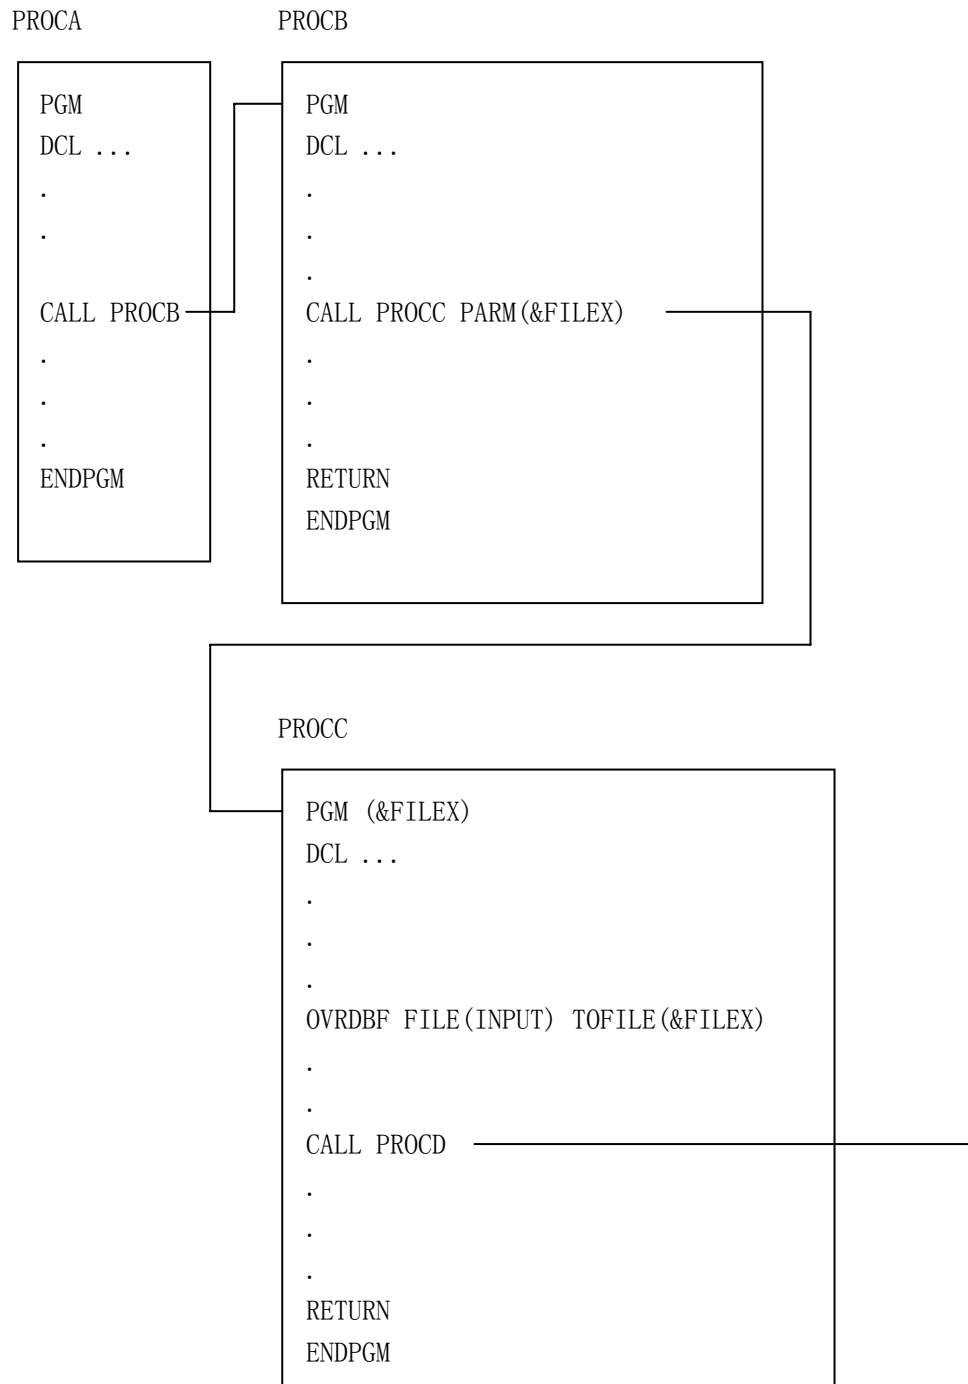 PROCA
PROCB
PGM
DCL ...
.
.
CALL PROCB
.
.
.
ENDPGM
PGM
DCL ...
.
.
.
CALL PROCC PARM(&FILEX)
.
.
.
RETURN
ENDPGM
PROCC
PGM (&FILEX)
DCL ...
.
.
.
OVRDBF FILE(INPUT) TOFILE(&FILEX)
.
.
CALL PROCD
.
.
.
RETURN
ENDPGM